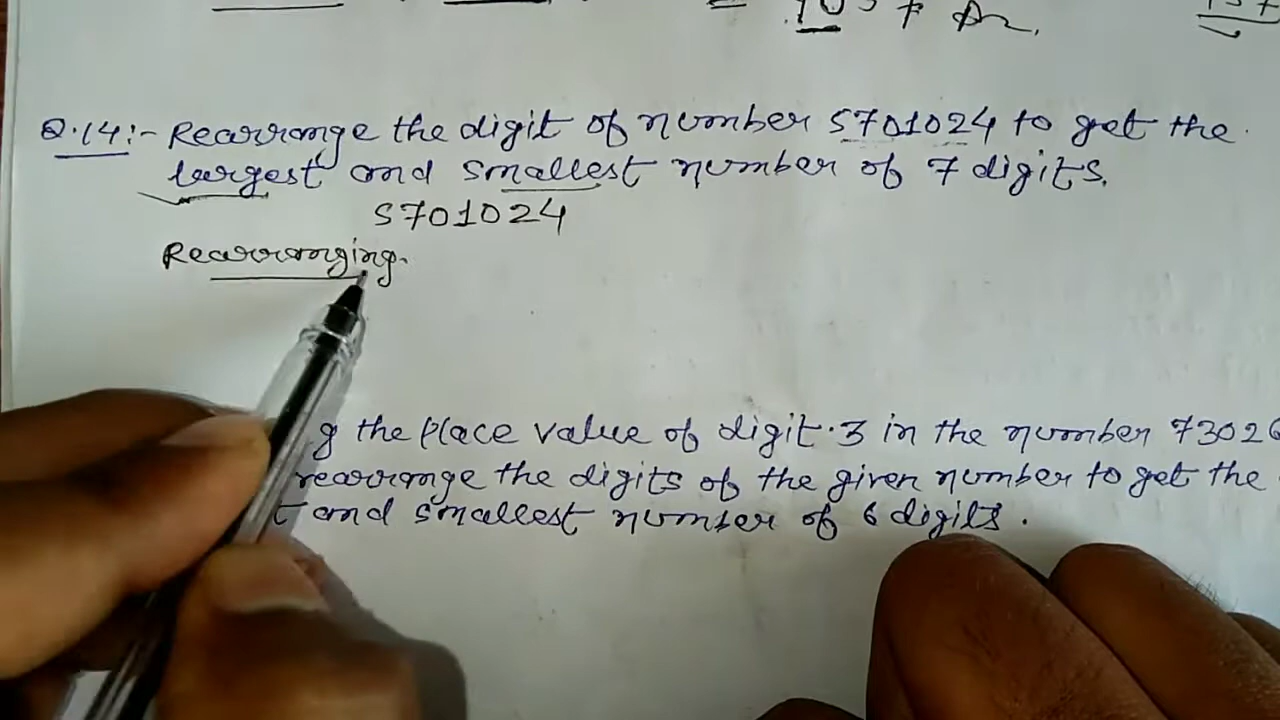 Q.14:- Rearrange the digit of number 5701024 to get the
largest and smallest number of 7 digits.
5701024
Rearranging.
g the place value of digit.3 in the number 7302
rearrange the digits of the given number to get the
t and smallest number of 6 digits.